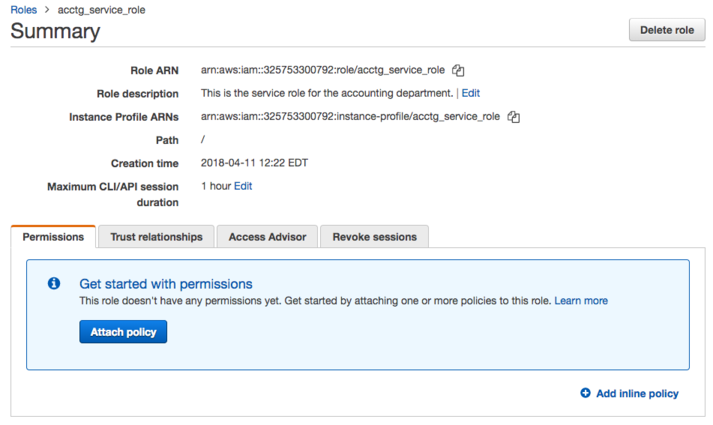 Roles > acctg_service_role
Summary
Delete role
Role ARN arn:aws:iam::325753300792:role/acctg_service_role
Role description This is the service role for the accounting department. | Edit
Instance Profile ARNs arn:aws:iam::325753300792:instance-profile/acctg_service_role
Path /
Creation time 2018-04-11 12:22 EDT
Maximum CLI/API session 1 hour Edit
duration
Permissions Trust relationships Access Advisor Revoke sessions
Get started with permissions
This role doesn't have any permissions yet. Get started by attaching one or more policies to this role. Learn more
Attach policy
Add inline policy